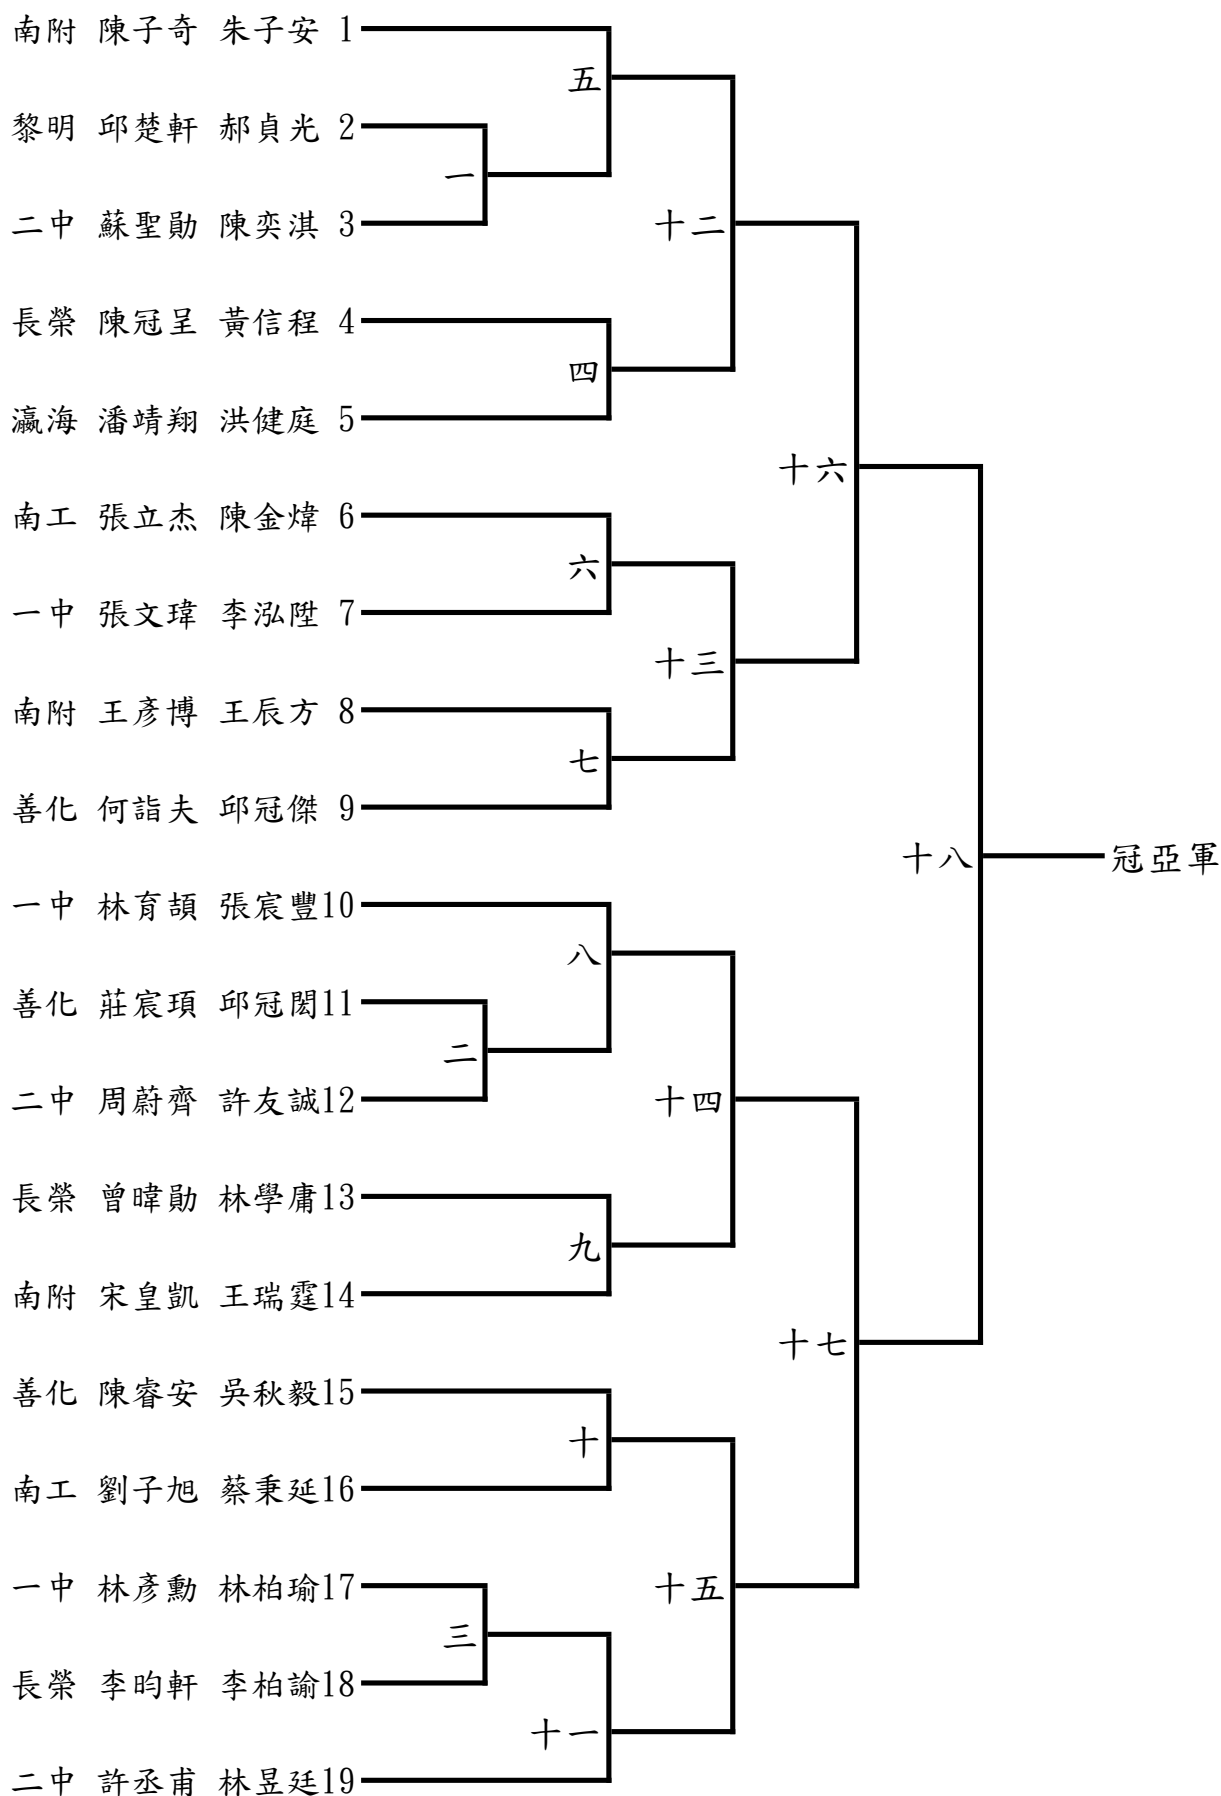 南附 陳子奇 朱子安 1
五
黎明 邱楚軒 郝貞光 2
一
二中 蘇聖勛 陳奕淇 3
十二
長榮 陳冠呈 黃信程 4
四
瀛海 潘靖翔 洪健庭 5
十六
南工 張立杰 陳金煒 6
六
一中 張文瑋 李泓陞 7
十三
南附 王彥博 王辰方 8
七
善化 何詣夫 邱冠傑 9
十八 冠亞軍
一中 林育頡 張宸豐10
八
善化 莊宸頊 邱冠閎11
二
二中 周蔚齊 許友誠12
十四
長榮 曾暐勛 林學庸13
九
南附 宋皇凱 王瑞霆14
十七
善化 陳睿安 吳秋毅15
十
南工 劉子旭 蔡秉延16
一中 林彥勳 林柏瑜17
十五
三
長榮 李昀軒 李柏諭18
十一
二中 許丞甫 林昱廷19